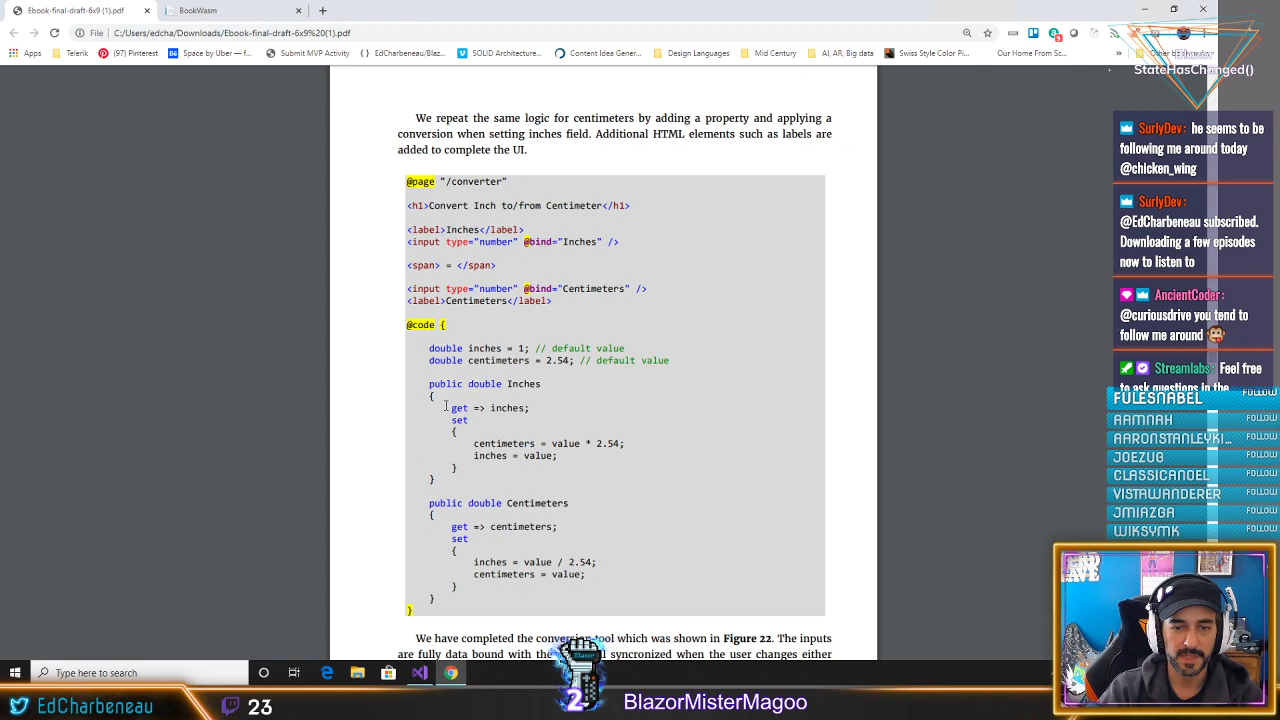 Ebook-final-draft-6x9 (1).pdf
BookWasm
File
C:/Users/edcha/Downloads/Ebook-final-draft-6x9%20(1).pdf
Apps
Telerik
(97) Pinterest
Space by Uber — f...
Submit MVP Activity
EdCharbeneau/Blaz...
SOLID Architecture...
Content Idea Gener...
Design Languages
Mid Century
AI, AR, Big data
Swiss Style Color Pi...
Our Home From Sc...
Blazor
StateHasChanged()
We repeat the same logic for centimeters by adding a property and applying a
conversion when setting inches field. Additional HTML elements such as labels are
added to complete the UI.
@page "/converter"
<h1>Convert Inch to/from Centimeter</h1>
<label>Inches</label>
<input type="number" @bind="Inches" />
<span> = </span>
<input type="number" @bind="Centimeters" />
<label>Centimeters</label>
@code {
double inches = 1; // default value
double centimeters = 2.54; // default value
public double Inches
{
get => inches;
set
{
centimeters = value * 2.54;
inches = value;
}
}
public double Centimeters
{
get => centimeters;
set
{
inches = value / 2.54;
centimeters = value;
}
}
}
We have completed the conversion tool which was shown in Figure 22. The inputs
are fully data bound with the
syncronized when the user changes either
SurlyDev: he seems to be
following me around today
@chicken_wing
SurlyDev:
@EdCharbeneau subscribed.
Downloading a few episodes
now to listen to
AncientCoder:
@curiousdrive you tend to
follow me around
Streamlabs: Feel free
to ask questions in the
FULESNABEL FOLLOW
AAMNAH FOLLOW
AARONSTANLEYKI... FOLLOW
JOEZUG FOLLOW
CLASSICANOEL FOLLOW
VISTAWANDERER FOLLOW
JMIAZGA FOLLOW
WIKSYMK FOLLOW
Type here to search
Blazor
2
EdCharbeneau
23
BlazorMisterMagoo